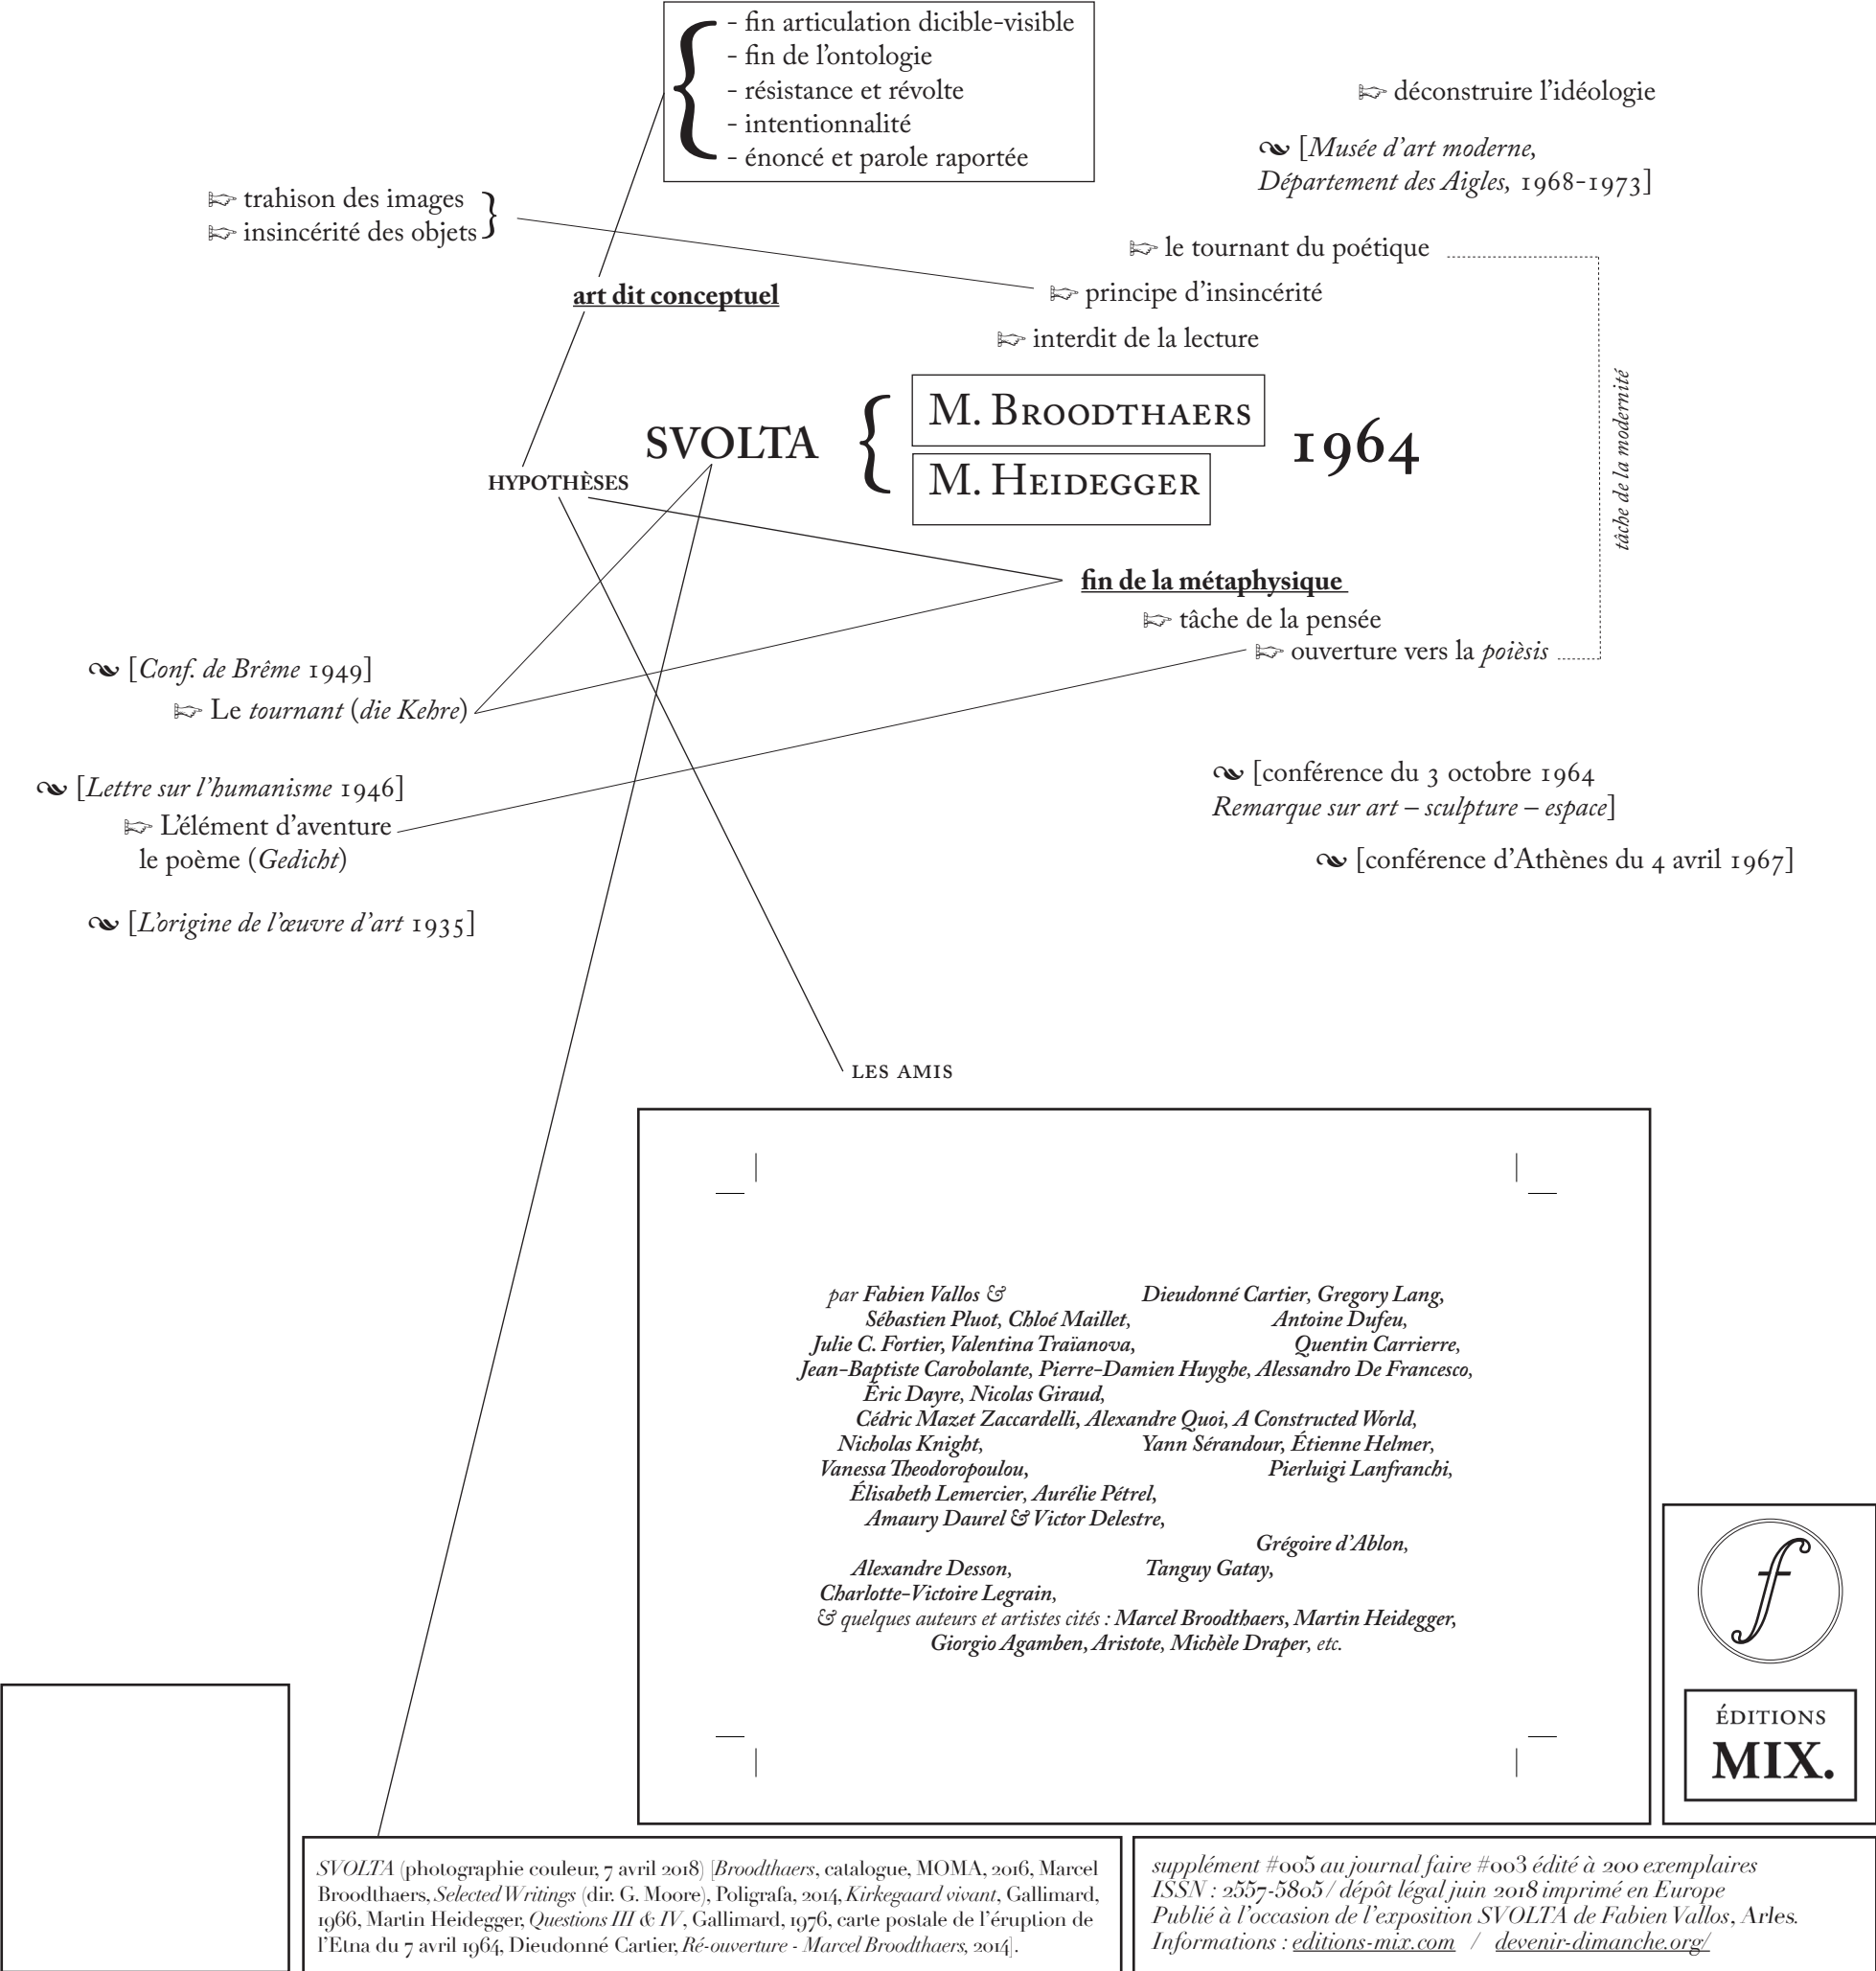 - fin articulation dicible-visible
- fin de l'ontologie
- résistance et révolte
- intentionnalité
- énoncé et parole raportée
☞ déconstruire l'idéologie
[Musée d'art moderne,
Département des Aigles, 1968-1973]
☞ trahison des images
☞ insincérité des objets
☞ le tournant du poétique
☞ principe d'insincérité
art dit conceptuel
☞ interdit de la lecture
tâche de la modernité
HYPOTHÈSES
SVOLTA
M. BROODTHAERS
M. HEIDEGGER
1964
fin de la métaphysique
☞ tâche de la pensée
☞ ouverture vers la poièsis
[Conf. de Brême 1949]
☞ Le tournant (die Kehre)
[Lettre sur l'humanisme 1946]
☞ L'élément d'aventure
le poème (Gedicht)
[L'origine de l'œuvre d'art 1935]
[conférence du 3 octobre 1964
Remarque sur art – sculpture – espace]
[conférence d'Athènes du 4 avril 1967]
LES AMIS
par Fabien Vallos & Dieudonné Cartier, Gregory Lang,
Sébastien Pluot, Chloé Maillet, Antoine Dufeu,
Julie C. Fortier, Valentina Traïanova, Quentin Carrierre,
Jean-Baptiste Carobolante, Pierre-Damien Huyghe, Alessandro De Francesco,
Éric Dayre, Nicolas Giraud,
Cédric Mazet Zaccardelli, Alexandre Quoi, A Constructed World,
Nicholas Knight, Yann Sérandour, Étienne Helmer,
Vanessa Theodoropoulou, Pierluigi Lanfranchi,
Élisabeth Lemercier, Aurélie Pétrel,
Amaury Daurel & Victor Delestre,
Grégoire d'Ablon,
Alexandre Desson, Tanguy Gatay,
Charlotte-Victoire Legrain,
& quelques auteurs et artistes cités : Marcel Broodthaers, Martin Heidegger,
Giorgio Agamben, Aristote, Michèle Draper, etc.
f
ÉDITIONS
MIX.
SVOLTA (photographie couleur, 7 avril 2018) [Broodthaers, catalogue, MOMA, 2016, Marcel
Broodthaers, Selected Writings (dir. G. Moore), Poligrafa, 2014, Kirkegaard vivant, Gallimard,
1966, Martin Heidegger, Questions III & IV, Gallimard, 1976, carte postale de l'éruption de
l'Etna du 7 avril 1964, Dieudonné Cartier, Ré-ouverture - Marcel Broodthaers, 2014].
supplément #005 au journal faire #003 édité à 200 exemplaires
ISSN : 2557-5805 / dépôt légal juin 2018 imprimé en Europe
Publié à l'occasion de l'exposition SVOLTA de Fabien Vallos, Arles.
Informations : editions-mix.com / devenir-dimanche.org/